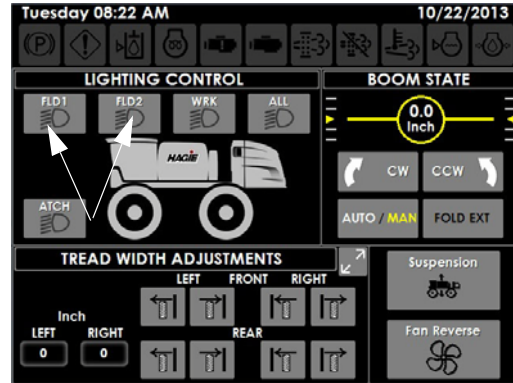 Tuesday 08:22 AM 10/22/2013
(P)
LIGHTING CONTROL
FLD1 FLD2 WRK ALL
HAGIE
ATCH
BOOM STATE
0.0
Inch
CW CCW
AUTO / MAN FOLD EXT
TREAD WIDTH ADJUSTMENTS
LEFT FRONT RIGHT
Inch
LEFT RIGHT
REAR
0 0
Suspension
Fan Reverse